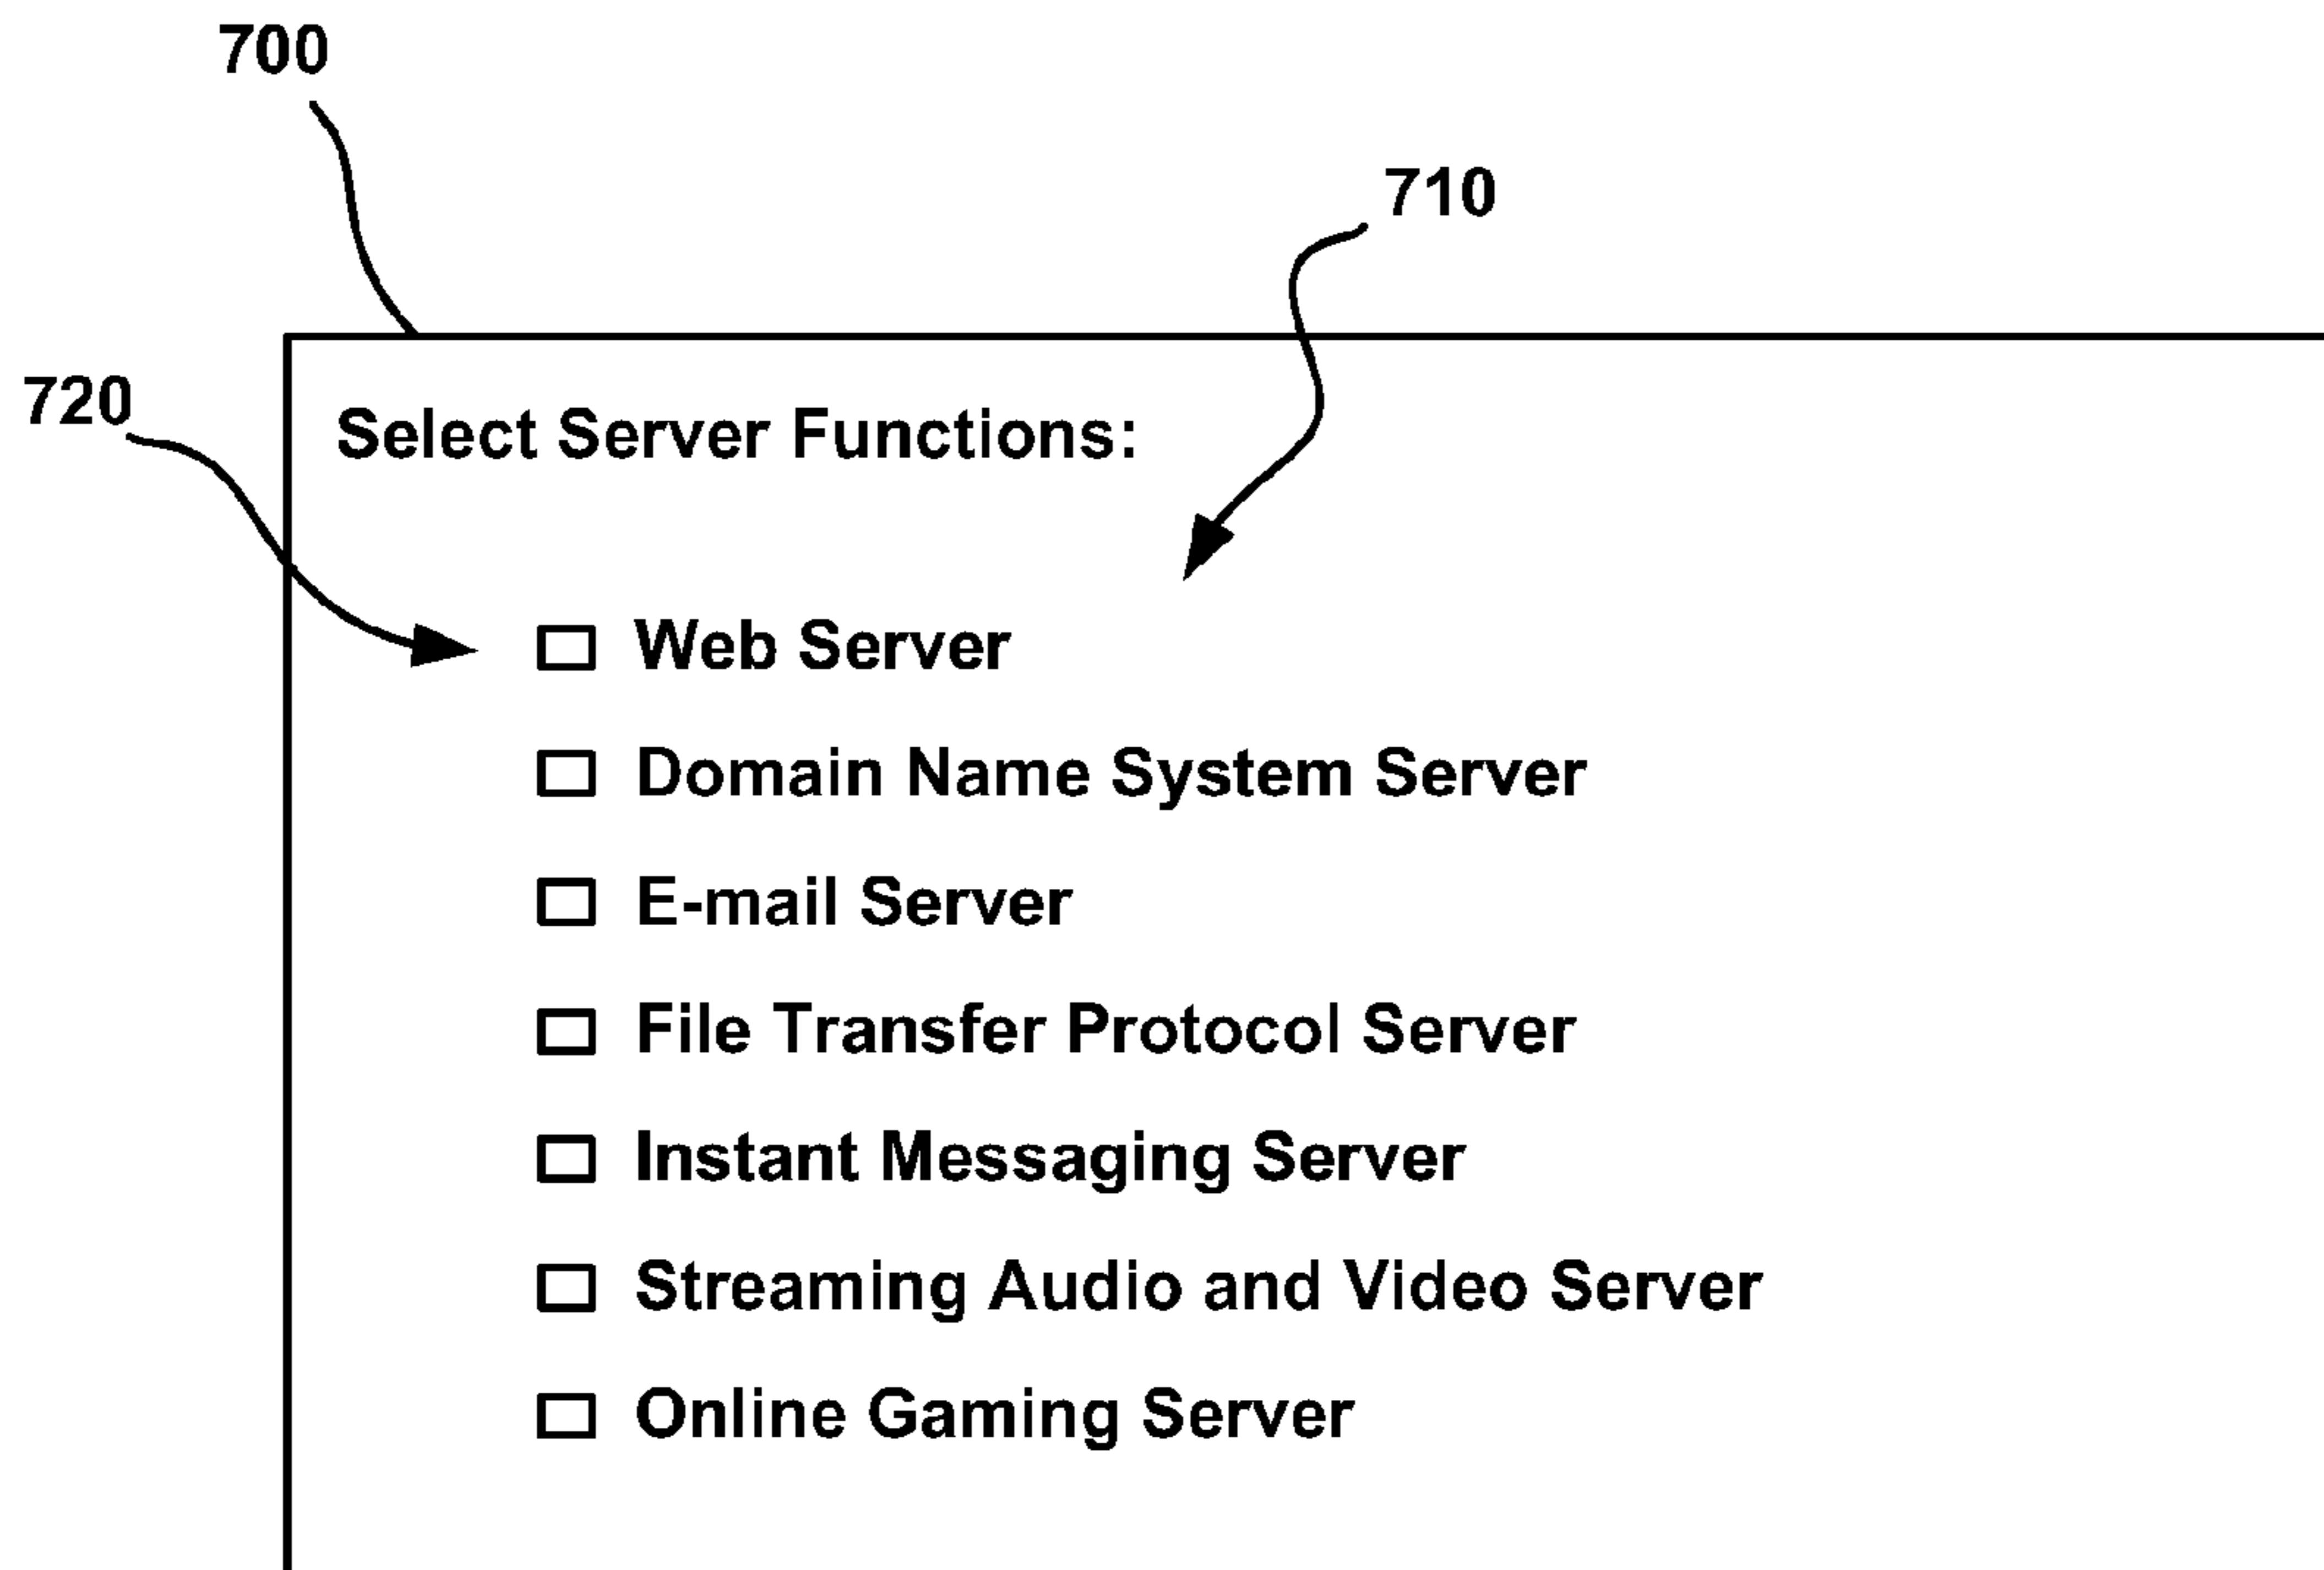 700
710
720
Select Server Functions:
Web Server
Domain Name System Server
E-mail Server
File Transfer Protocol Server
Instant Messaging Server
Streaming Audio and Video Server
Online Gaming Server